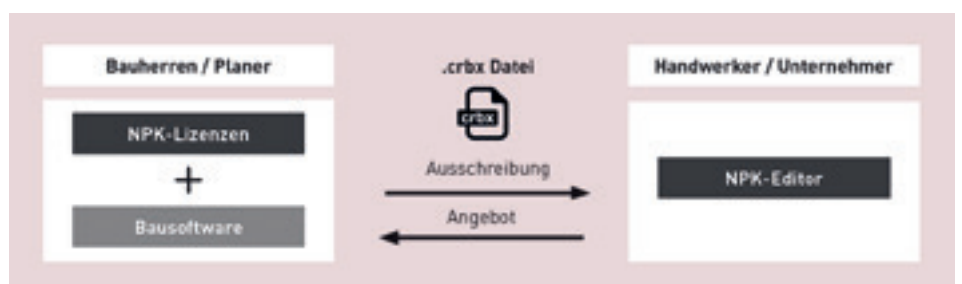 Bauherren / Planer
NPK-Lizenzen
+
Bausoftware
.crbx Datei
crbx
Ausschreibung
Angebot
Handwerker / Unternehmer
NPK-Editor